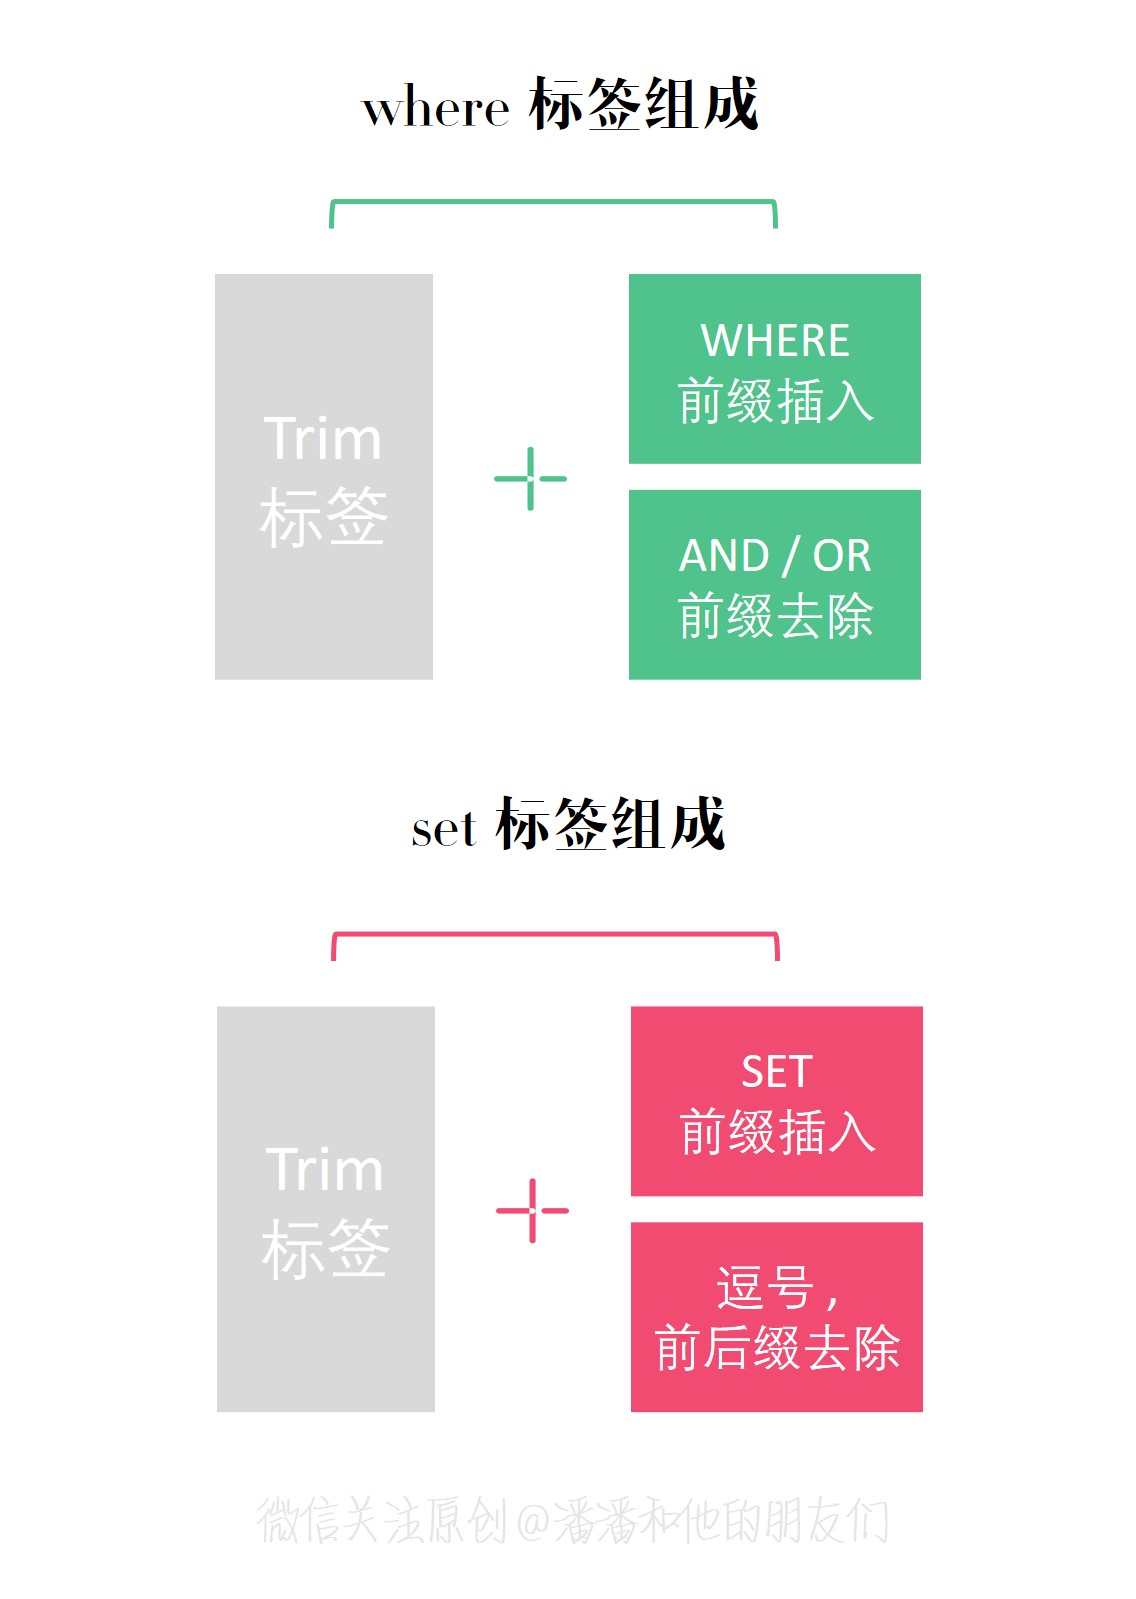 where 标签组成
Trim
标签
WHERE
前缀插入
AND / OR
前缀去除
set 标签组成
Trim
标签
SET
前缀插入
逗号 ,
前后缀去除
微信关注原创@潘潘和他的朋友们